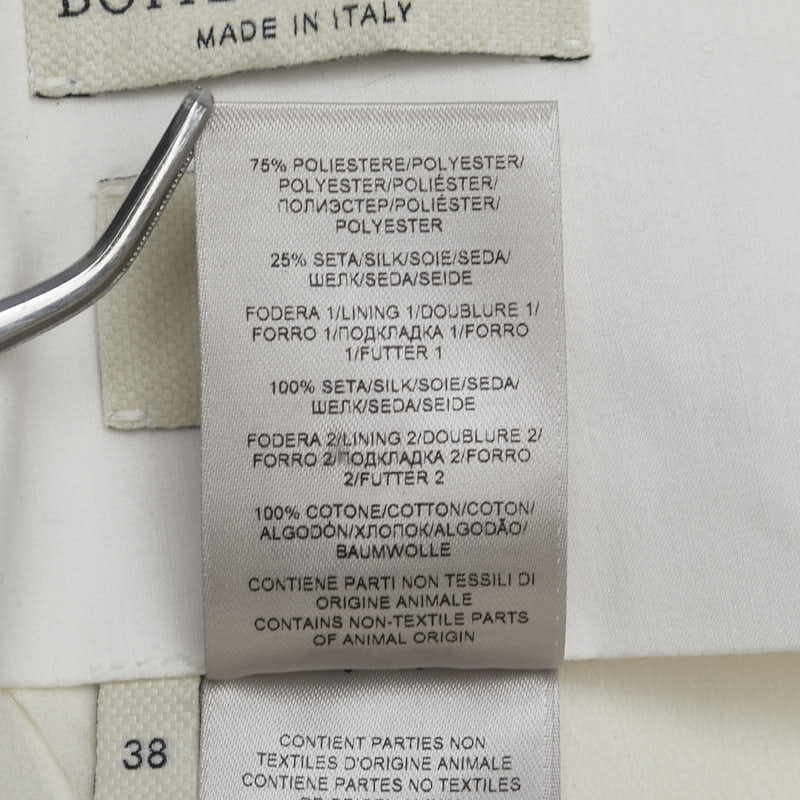 MADE IN ITALY
75% POLIESTERE/POLYESTER/
POLYESTER/POLIÉSTER/
ПОЛИЭСТЕР/POLIÉSTER/
POLYESTER
25% SETA/SILK/SOIE/SEDA/
ШЕЛК/SEDA/SEIDE
FODERA 1/LINING 1/DOUBLURE 1/
FORRO 1/ПОДКЛАДКА 1/FORRO
1/FUTTER 1
100% SETA/SILK/SOIE/SEDA/
ШЕЛК/SEDA/SEIDE
FODERA 2/LINING 2/DOUBLURE 2/
FORRO 2/ПОДКЛАДКА 2/FORRO
2/FUTTER 2
100% COTONE/COTTON/COTON/
ALGODÓN/ХЛОПОК/ALGODÃO/
BAUMWOLLE
CONTIENE PARTI NON TESSILI DI
ORIGINE ANIMALE
CONTAINS NON-TEXTILE PARTS
OF ANIMAL ORIGIN
38
CONTIENT PARTIES NON
TEXTILES D'ORIGINE ANIMALE
CONTIENE PARTES NO TEXTILES